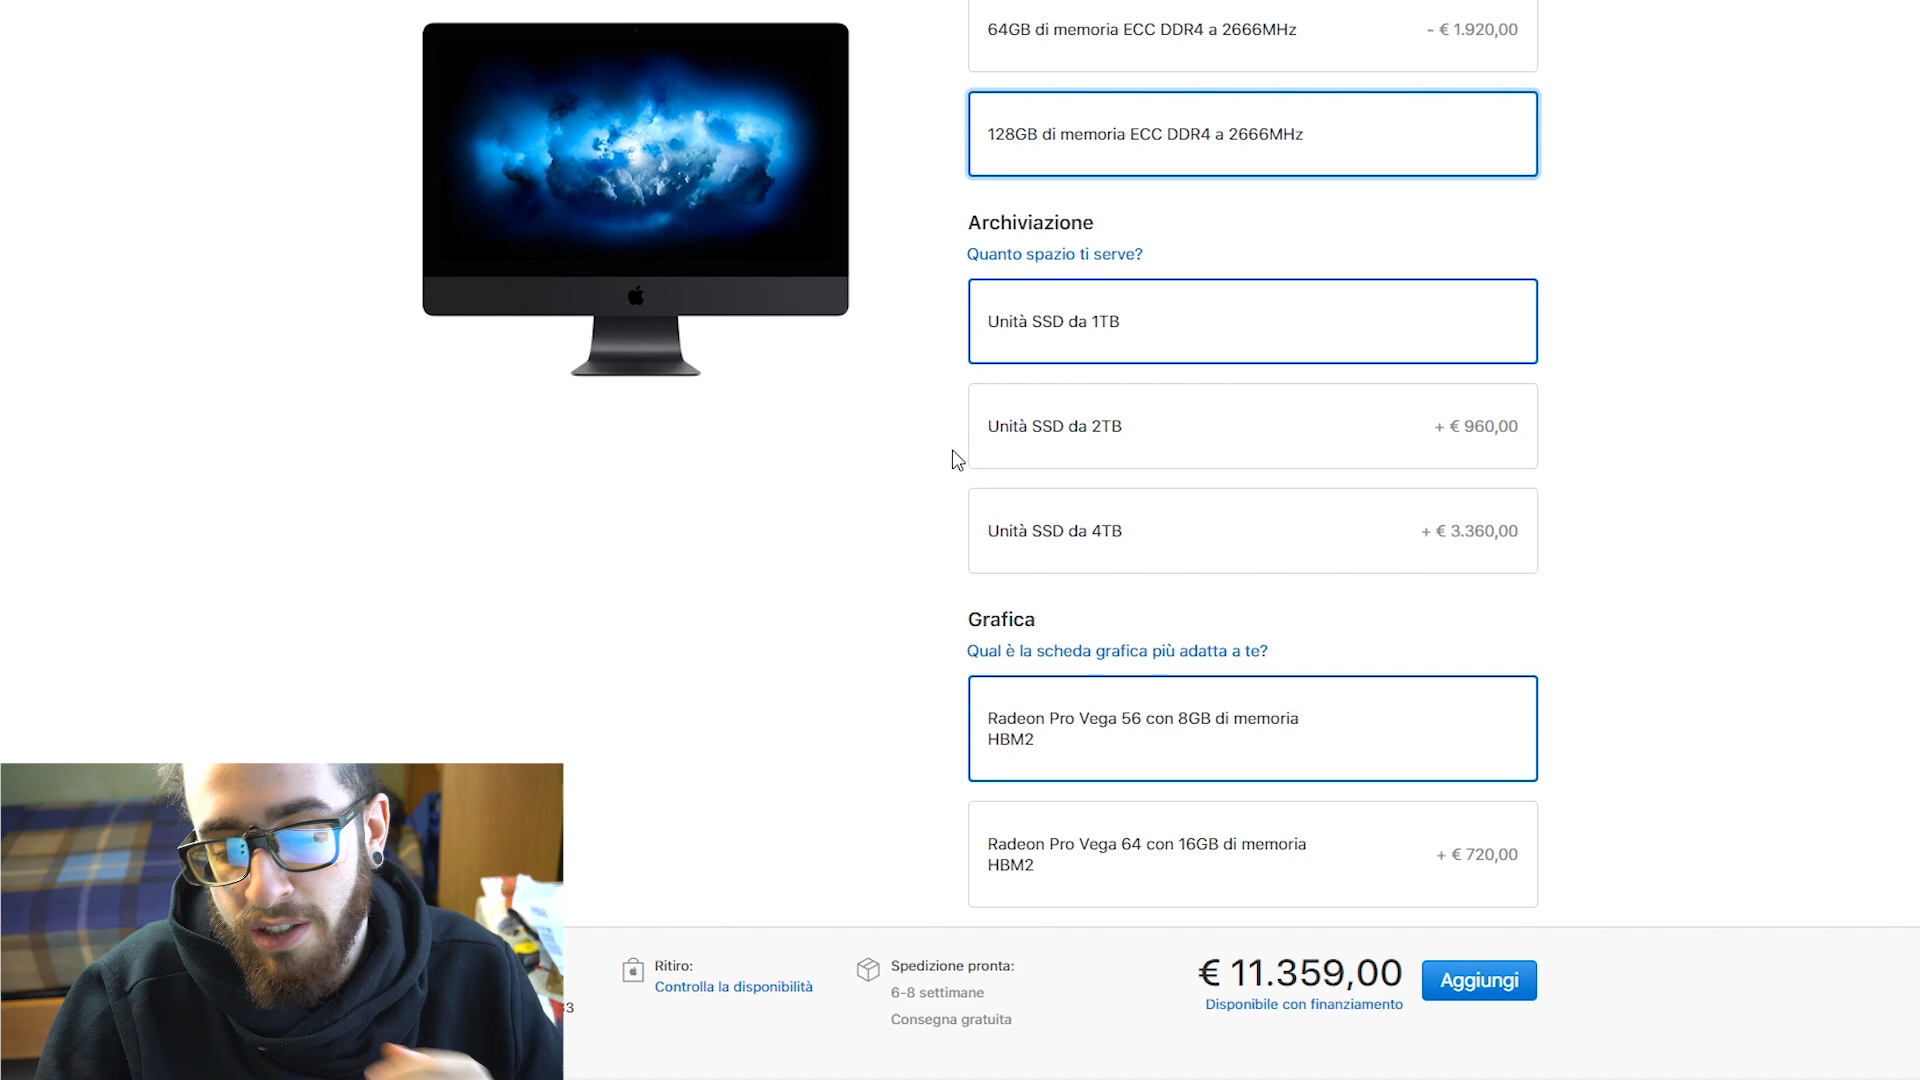 64GB di memoria ECC DDR4 a 2666MHz - € 1.920,00
128GB di memoria ECC DDR4 a 2666MHz
Archiviazione
Quanto spazio ti serve?
Unità SSD da 1TB
Unità SSD da 2TB + € 960,00
Unità SSD da 4TB + € 3.360,00
Grafica
Qual è la scheda grafica più adatta a te?
Radeon Pro Vega 56 con 8GB di memoria
HBM2
Radeon Pro Vega 64 con 16GB di memoria
HBM2 + € 720,00
Ritiro:
Controlla la disponibilità
Spedizione pronta:
6-8 settimane
Consegna gratuita
€ 11.359,00
Disponibile con finanziamento
Aggiungi